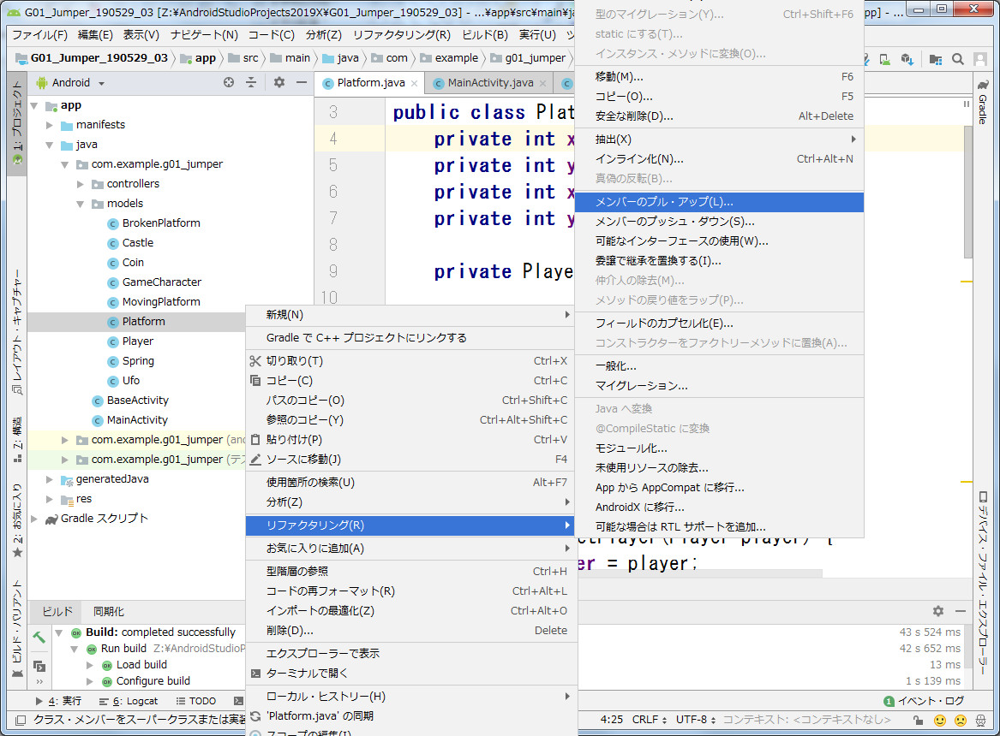 G01_Jumper_190529_03 [Z:¥AndroidStudioProjects2019X¥G01_Jumper_190529_03] - ...¥app¥src¥main¥ja
ファイル(F) 編集(E) 表示(V) ナビゲート(N) コード(C) 分析(Z) リファクタリング(R) ビルド(B) 実行(U) ツ
G01_Jumper_190529_03 app src main java com example g01_jumper
1: プロジェクト
レイアウト・キャプチャー
Z: 構造
2: お気に入り
ビルド・バリアント
Android
app
manifests
java
com.example.g01_jumper
controllers
models
BrokenPlatform
Castle
Coin
GameCharacter
MovingPlatform
Platform
Player
Spring
Ufo
BaseActivity
MainActivity
com.example.g01_jumper (and
com.example.g01_jumper (テス
generatedJava
res
Gradle スクリプト
Platform.java MainActivity.java
3 public class Plat
4 private int x
5 private int y
6 private int x
7 private int y
8
9 private Playe
10
etPlayer(Player player) {
er = player;
新規(N)
Gradle で C++ プロジェクトにリンクする
切り取り(T) Ctrl+X
コピー(C) Ctrl+C
パスのコピー(O) Ctrl+Shift+C
参照のコピー(Y) Ctrl+Alt+Shift+C
貼り付け(P) Ctrl+V
ソースに移動(J) F4
使用箇所の検索(U) Alt+F7
分析(Z)
リファクタリング(R)
お気に入りに追加(A)
型階層の参照 Ctrl+H
コードの再フォーマット(R) Ctrl+Alt+L
インポートの最適化(Z) Ctrl+Alt+O
削除(D)... Delete
エクスプローラーで表示
ターミナルで開く
ローカル・ヒストリー(H)
'Platform.java' の同期
スコープの編集(I)
型のマイグレーション(Y)... Ctrl+Shift+F6
static にする(T)...
インスタンス・メソッドに変換(O)...
移動(M)... F6
コピー(O)... F5
安全な削除(D)... Alt+Delete
抽出(X)
インライン化(N)... Ctrl+Alt+N
真偽の反転(B)...
メンバーのプル・アップ(L)...
メンバーのプッシュ・ダウン(S)...
可能なインターフェースの使用(W)...
委譲で継承を置換する(I)...
仲介人の除去(M)...
メソッドの戻り値をラップ(P)...
フィールドのカプセル化(E)...
コンストラクターをファクトリーメソッドに置換(A)...
一般化...
マイグレーション...
Java へ変換
@CompileStatic に変換
モジュール化...
未使用リソースの除去...
App から AppCompat に移行...
AndroidX に移行...
可能な場合は RTL サポートを追加...
pp] - ...
Gradle
デバイス・ファイル・エクスプローラー
ビルド 同期化
Build: completed successfully 43 s 524 ms
Run build Z:¥AndroidStudioP 42 s 652 ms
Load build 13 ms
Configure build 1 s 139 ms
4: 実行 6: Logcat TODO 1 イベント・ログ
クラス・メンバーをスーパークラスまたは実装 4:25 CRLF UTF-8 コンテキスト: <コンテキストなし>